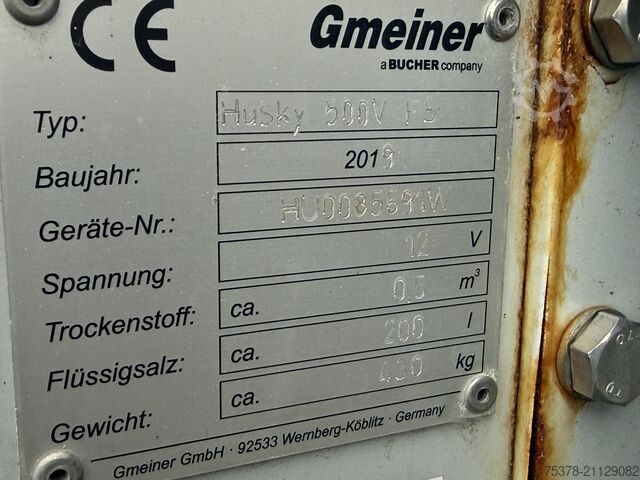 CE
Gmeiner
a BUCHER company
Typ: Husky 500V FS
Baujahr: 2019
Geräte-Nr.: HU0085591W
Spannung: 12 V
Trockenstoff: ca. 0,5 m³
Flüssigsalz: ca. 200 l
Gewicht: ca. 430 kg
Gmeiner GmbH · 92533 Wernberg-Köblitz · Germany
75378-21129082